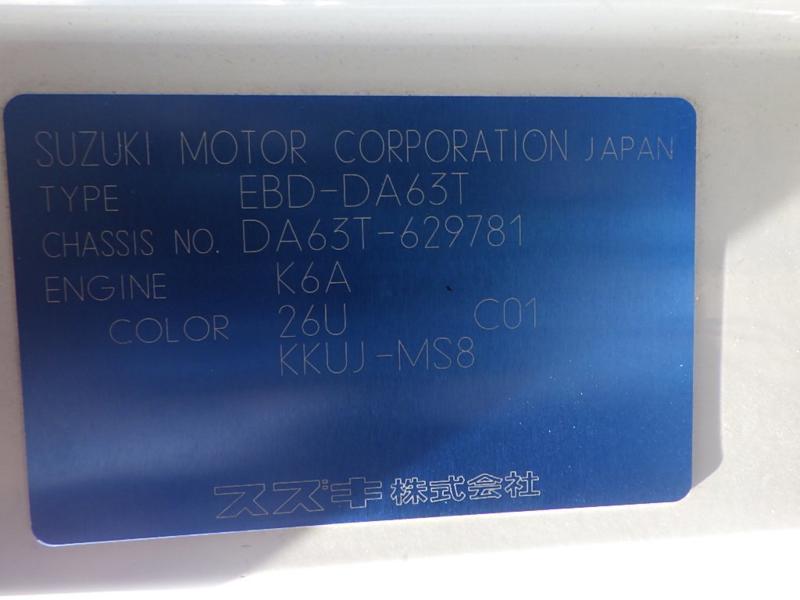 SUZUKI MOTOR CORPORATION JAPAN
TYPE EBD-DA63T
CHASSIS NO. DA63T-629781
ENGINE K6A
COLOR 26U C01
KKUJ-MS8
スズキ株式会社